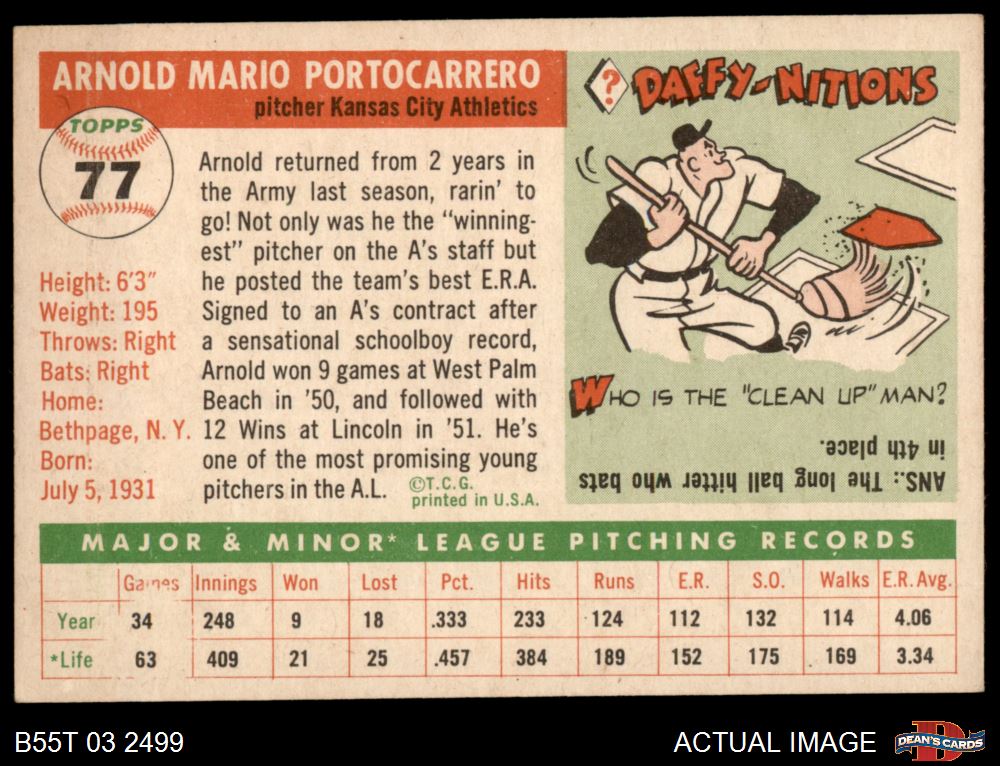 ARNOLD MARIO PORTOCARRERO
pitcher Kansas City Athletics
TOPPS
77
Height: 6'3"
Weight: 195
Throws: Right
Bats: Right
Home:
Bethpage, N. Y.
Born:
July 5, 1931
Arnold returned from 2 years in
the Army last season, rarin' to
go! Not only was he the "winning-
est" pitcher on the A's staff but
he posted the team's best E.R.A.
Signed to an A's contract after
a sensational schoolboy record,
Arnold won 9 games at West Palm
Beach in '50, and followed with
12 Wins at Lincoln in '51. He's
one of the most promising young
pitchers in the A.L.
©T.C.G.
printed in U.S.A.
? DAFFY-NITIONS
WHO IS THE "CLEAN UP" MAN?
ANS.: The long ball hitter who bats
in 4th place.
MAJOR & MINOR* LEAGUE PITCHING RECORDS
Games Innings Won Lost Pct. Hits Runs E.R. S.O. Walks E.R. Avg.
Year 34 248 9 18 .333 233 124 112 132 114 4.06
*Life 63 409 21 25 .457 384 189 152 175 169 3.34
B55T 03 2499
ACTUAL IMAGE
DEAN'S CARDS